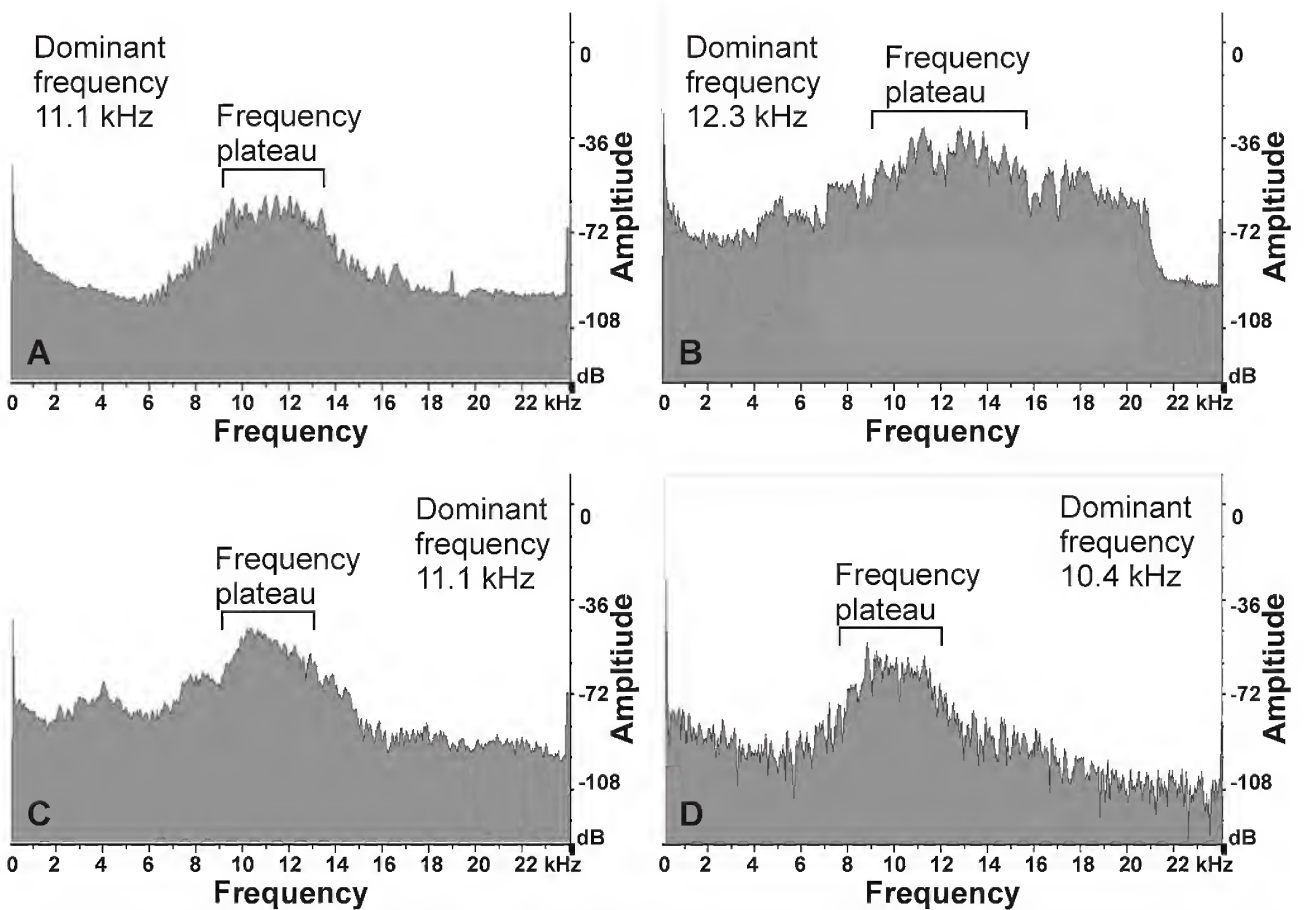 Dominant
frequency
11.1 kHz
Frequency
plateau
0
-36
-72
-108
dB
Ampltiude
A
0 2 4 6 8 10 12 14 16 18 20 22 kHz
Frequency
Dominant
frequency
12.3 kHz
Frequency
plateau
0
-36
-72
-108
dB
Ampltiude
B
0 2 4 6 8 10 12 14 16 18 20 22 kHz
Frequency
Dominant
frequency
11.1 kHz
Frequency
plateau
0
-36
-72
-108
dB
Ampltiude
C
0 2 4 6 8 10 12 14 16 18 20 22 kHz
Frequency
Dominant
frequency
10.4 kHz
Frequency
plateau
0
-36
-72
-108
dB
Ampltiude
D
0 2 4 6 8 10 12 14 16 18 20 22 kHz
Frequency